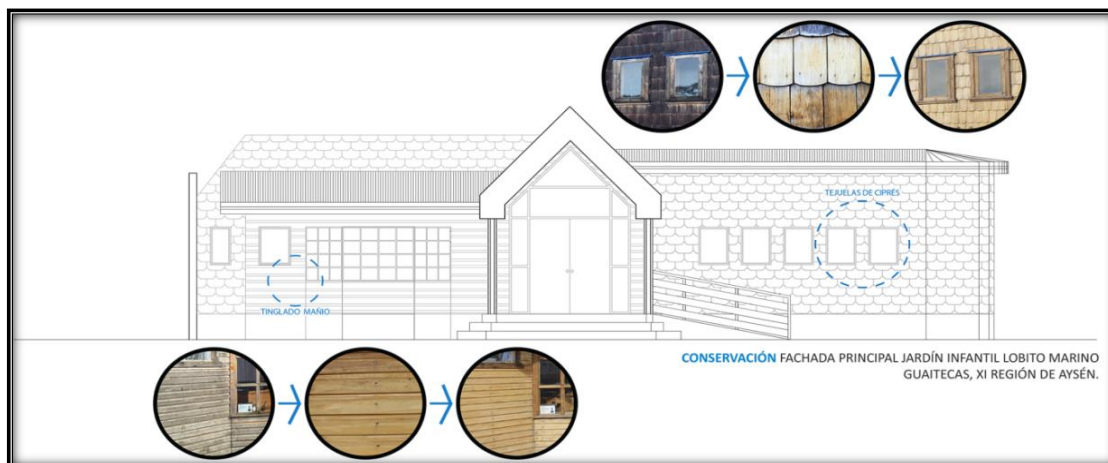 TEJUELAS DE CIPRÉS
TINGLADO MAÑIO
CONSERVACIÓN FACHADA PRINCIPAL JARDÍN INFANTIL LOBITO MARINO
GUAITECAS, XI REGIÓN DE AYSÉN.